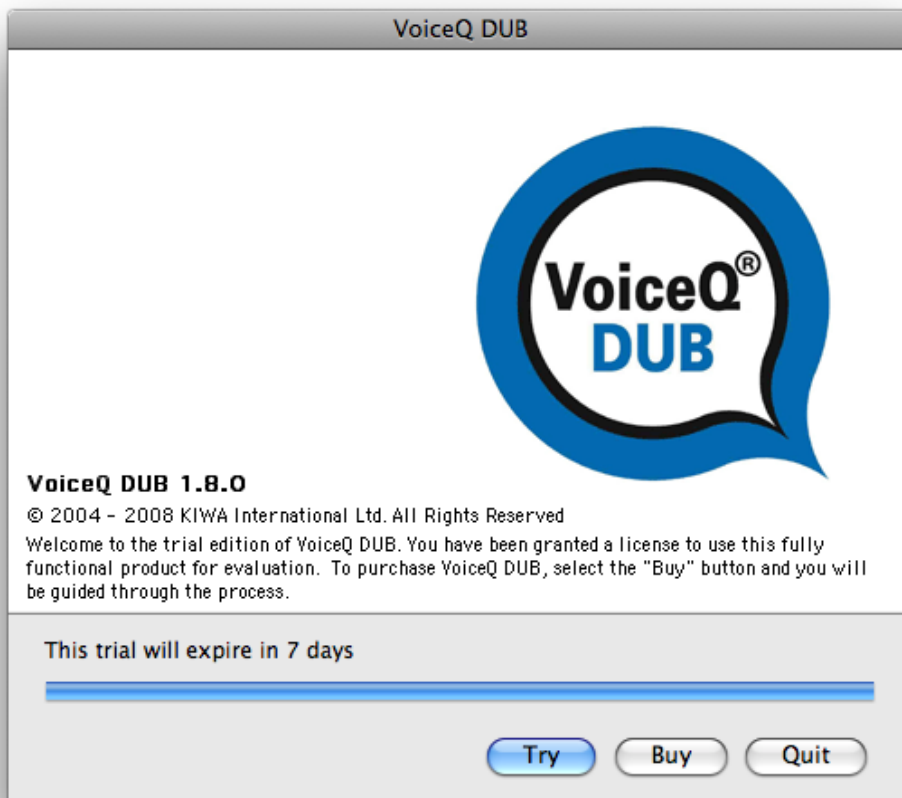 VoiceQ DUB
VoiceQ®
DUB
VoiceQ DUB 1.8.0
© 2004 - 2008 KIWA International Ltd. All Rights Reserved
Welcome to the trial edition of VoiceQ DUB. You have been granted a license to use this fully
functional product for evaluation. To purchase VoiceQ DUB, select the "Buy" button and you will
be guided through the process.
This trial will expire in 7 days
Try Buy Quit